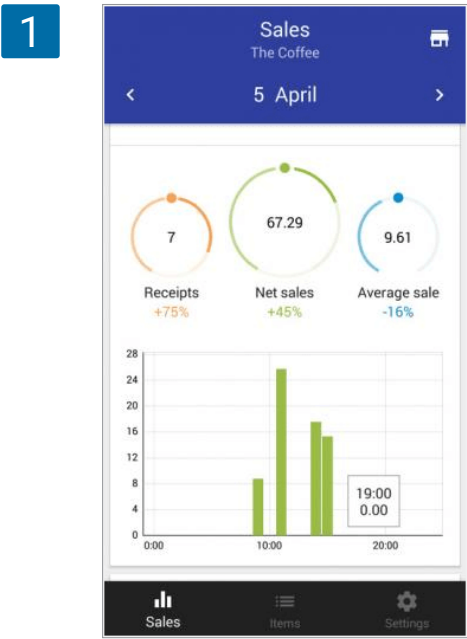 1
Sales
The Coffee
5 April
7
67.29
9.61
Receipts
Net sales
Average sale
+75%
+45%
-16%
28
24
20
16
12
8
4
0
19:00
0.00
0:00
10:00
20:00
Sales
Items
Settings